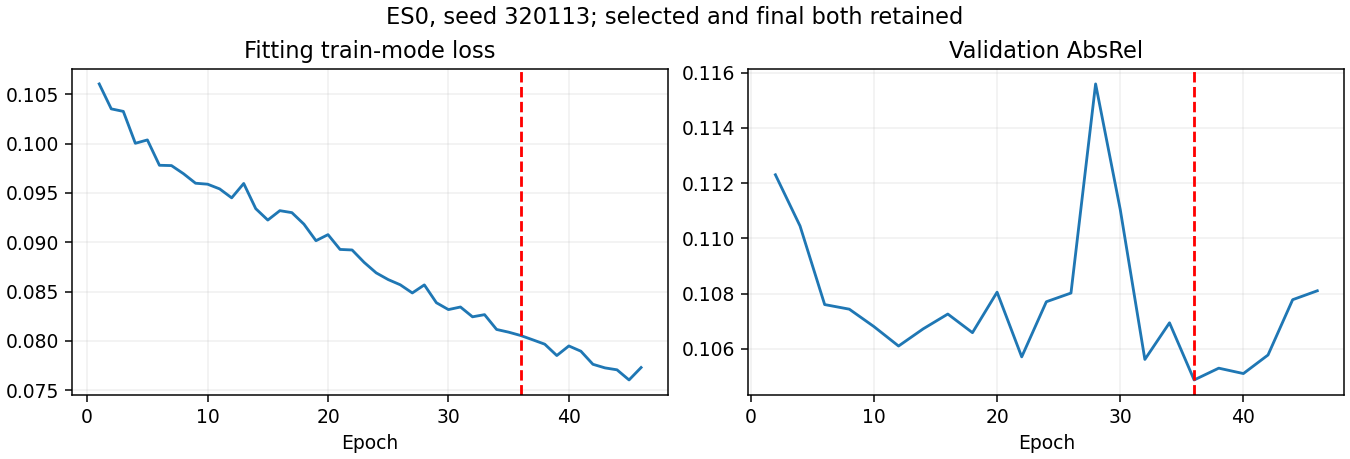 ES0, seed 320113; selected and final both retained
Fitting train-mode loss
0.105
0.100
0.095
0.090
0.085
0.080
0.075
0 10 20 30 40
Epoch
Validation AbsRel
0.116
0.114
0.112
0.110
0.108
0.106
0 10 20 30 40
Epoch